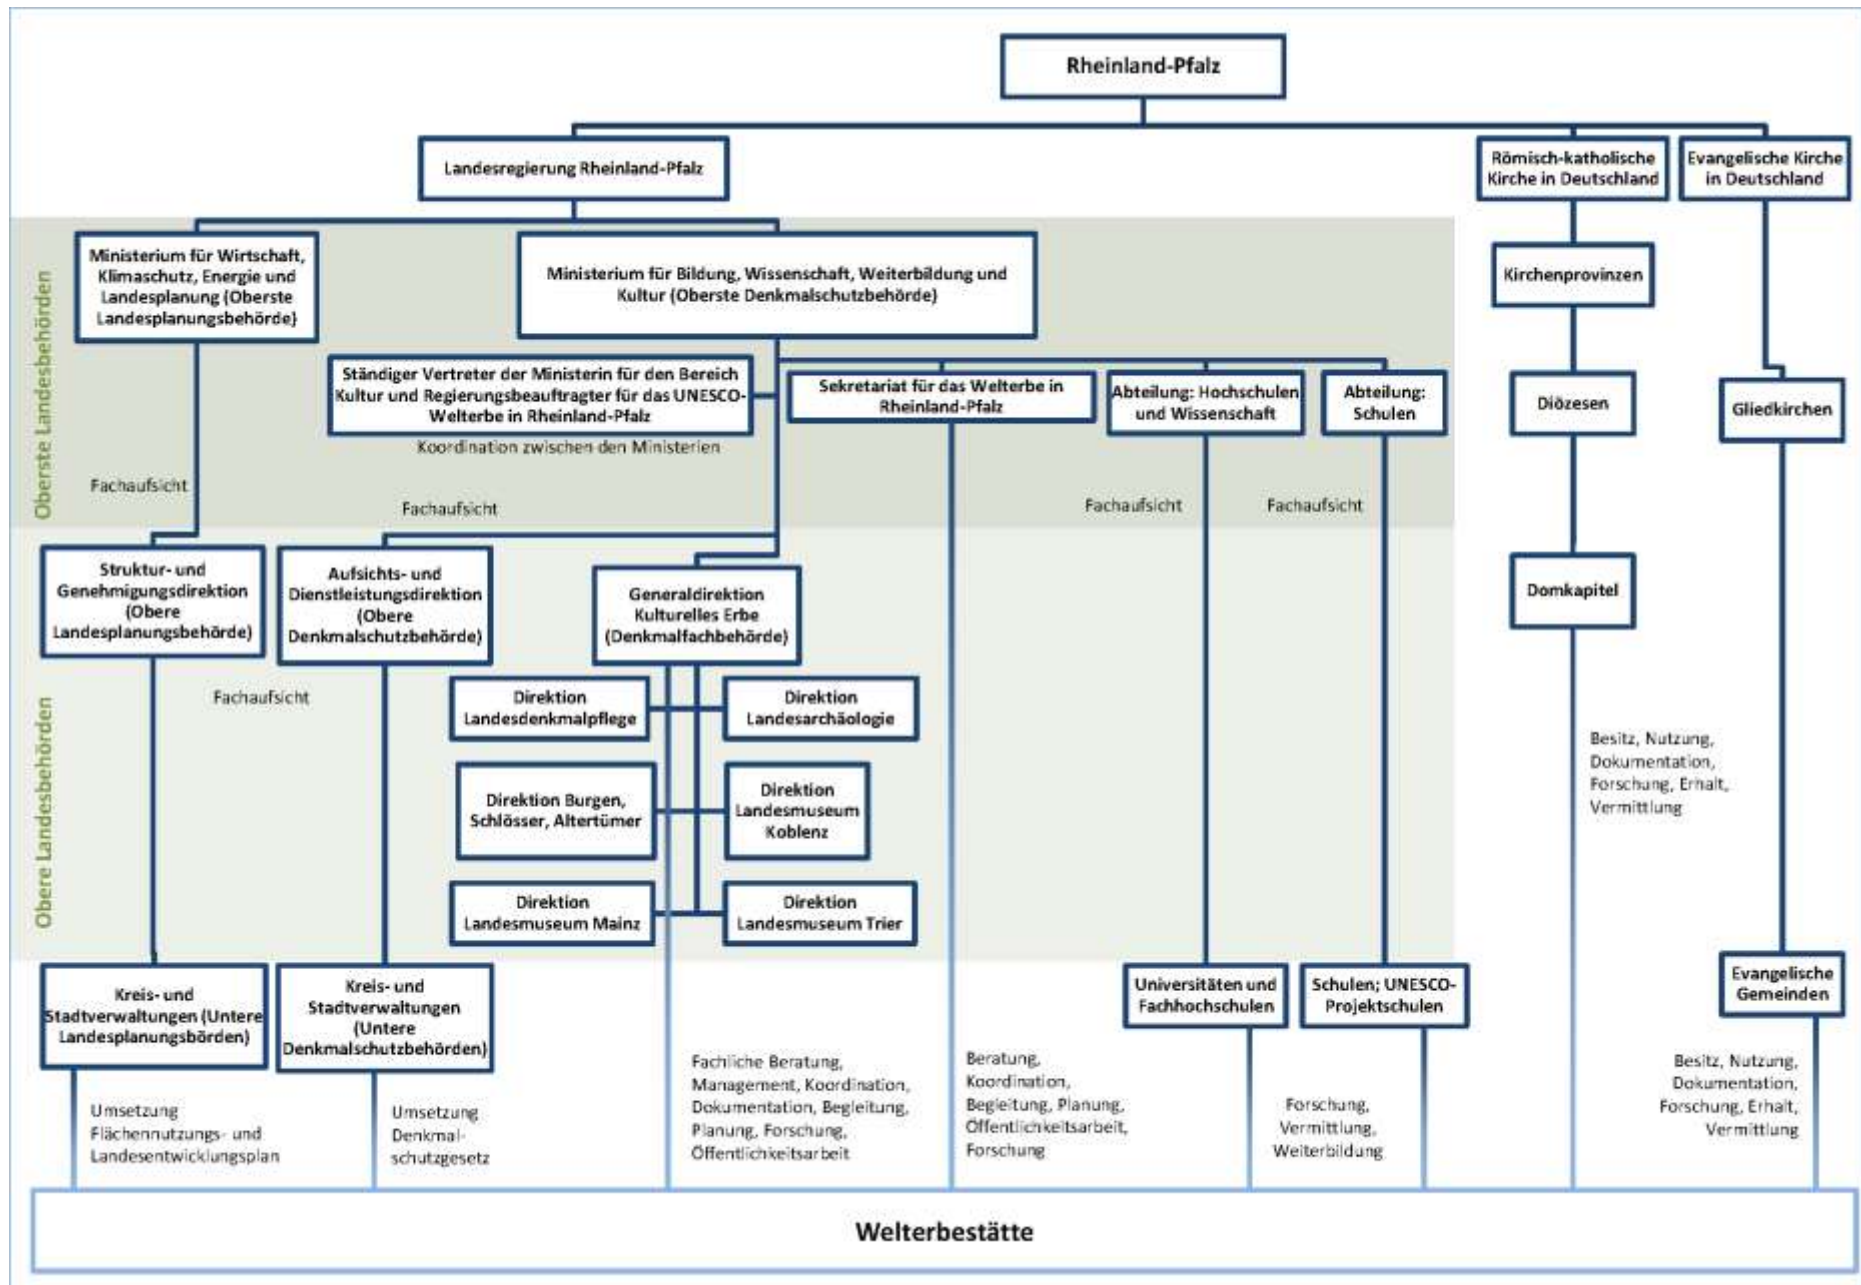 Rheinland-Pfalz
Landesregierung Rheinland-Pfalz
Römisch-katholische
Kirche in Deutschland
Evangelische Kirche
in Deutschland
Oberste Landesbehörden
Ministerium für Wirtschaft,
Klimaschutz, Energie und
Landesplanung (Oberste
Landesplanungsbehörde)
Ministerium für Bildung, Wissenschaft, Weiterbildung und
Kultur (Oberste Denkmalschutzbehörde)
Kirchenprovinzen
Ständiger Vertreter der Ministerin für den Bereich
Kultur und Regierungsbeauftragter für das UNESCO-
Welterbe in Rheinland-Pfalz
Koordination zwischen den Ministerien
Sekretariat für das Welterbe in
Rheinland-Pfalz
Abteilung: Hochschulen
und Wissenschaft
Abteilung:
Schulen
Diözesen
Gliedkirchen
Fachaufsicht
Fachaufsicht
Fachaufsicht
Fachaufsicht
Obere Landesbehörden
Struktur- und
Genehmigungsdirektion
(Obere
Landesplanungsbehörde)
Aufsichts- und
Dienstleistungsdirektion
(Obere
Denkmalschutzbehörde)
Generaldirektion
Kulturelles Erbe
(Denkmalfachbehörde)
Domkapitel
Fachaufsicht
Direktion
Landesdenkmalpflege
Direktion
Landesarchäologie
Direktion Burgen,
Schlösser, Altertümer
Direktion
Landesmuseum
Koblenz
Direktion
Landesmuseum Mainz
Direktion
Landesmuseum Trier
Besitz, Nutzung,
Dokumentation,
Forschung, Erhalt,
Vermittlung
Kreis- und
Stadtverwaltungen (Untere
Landesplanungsbörden)
Kreis- und
Stadtverwaltungen
(Untere
Denkmalschutzbehörden)
Universitäten und
Fachhochschulen
Schulen; UNESCO-
Projektschulen
Evangelische
Gemeinden
Umsetzung
Flächennutzungs- und
Landesentwicklungsplan
Umsetzung
Denkmal-
schutzgesetz
Fachliche Beratung,
Management, Koordination,
Dokumentation, Begleitung,
Planung, Forschung,
Öffentlichkeitsarbeit
Beratung,
Koordination,
Begleitung, Planung,
Öffentlichkeitsarbeit,
Forschung
Forschung,
Vermittlung,
Weiterbildung
Besitz, Nutzung,
Dokumentation,
Forschung, Erhalt,
Vermittlung
Welterbestätte